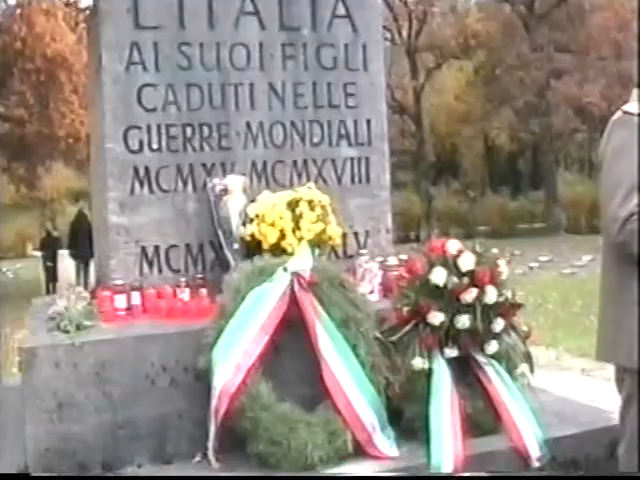 L'ITALIA
AI SUOI FIGLI
CADUTI NELLE
GUERRE·MONDIALI
MCMXV MCMXVIII